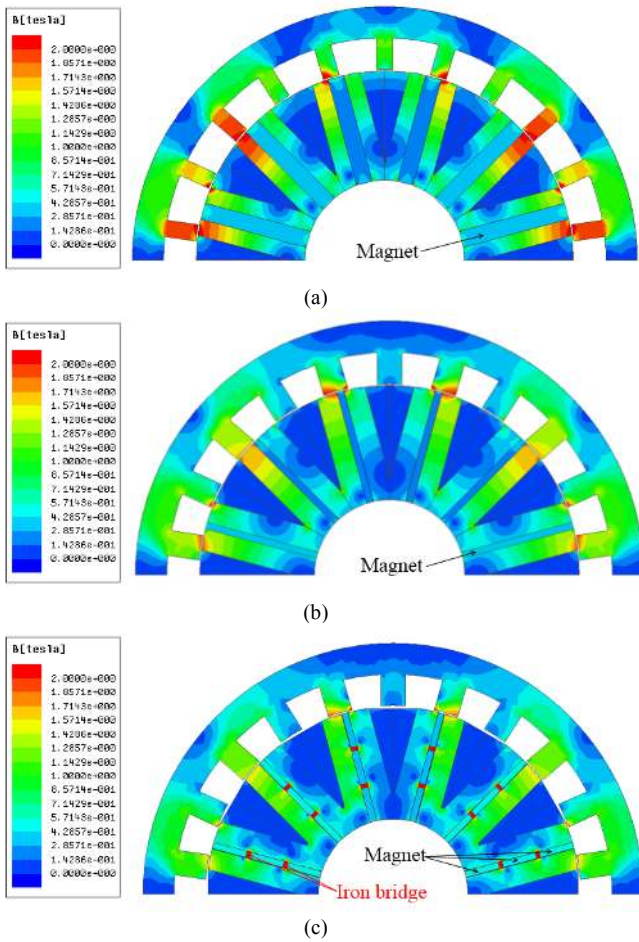 B[tesla]
2.0000e+000
1.8571e+000
1.7143e+000
1.5714e+000
1.4286e+000
1.2857e+000
1.1429e+000
1.0000e+000
8.5714e-001
7.1429e-001
5.7143e-001
4.2857e-001
2.8571e-001
1.4286e-001
0.0000e+000
Magnet
(a)
B[tesla]
2.0000e+000
1.8571e+000
1.7143e+000
1.5714e+000
1.4286e+000
1.2857e+000
1.1429e+000
1.0000e+000
8.5714e-001
7.1429e-001
5.7143e-001
4.2857e-001
2.8571e-001
1.4286e-001
0.0000e+000
Magnet
(b)
B[tesla]
2.0000e+000
1.8571e+000
1.7143e+000
1.5714e+000
1.4286e+000
1.2857e+000
1.1429e+000
1.0000e+000
8.5714e-001
7.1429e-001
5.7143e-001
4.2857e-001
2.8571e-001
1.4286e-001
0.0000e+000
Magnet
Iron bridge
(c)